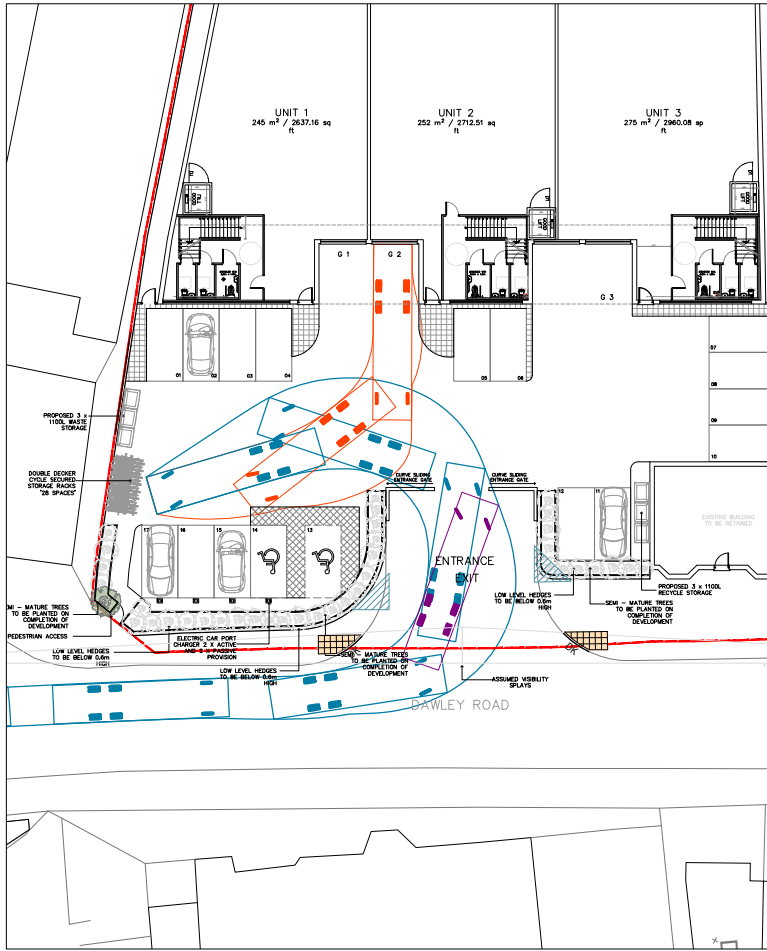 UNIT 1
245 m² / 2637.16 sq
ft
UNIT 2
252 m² / 2712.51 sq
ft
UNIT 3
275 m² / 2960.08 sp
ft
G 1
G 2
G 3
01
02
03
04
05
06
07
08
09
10
PROPOSED 3 x
1100L WASTE
STORAGE
DOUBLE DECKER
CYCLE SECURED
STORAGE RACKS
"28 SPACES"
CURVE SLIDING
ENTRANCE GATE
CURVE SLIDING
ENTRANCE GATE
12
11
EXISTING BUILDING
TO BE RETAINED
17
16
15
14
13
ENTRANCE
EXIT
MI - MATURE TREES
TO BE PLANTED ON
COMPLETION OF
DEVELOPMENT
PEDESTRIAN ACCESS
LOW LEVEL HEDGES
TO BE BELOW 0.6m
HIGH
ELECTRIC CAR PORT
CHARGER 2 X ACTIVE
AND 2 X PASSIVE
PROVISION
LOW LEVEL HEDGES
TO BE BELOW 0.6m
HIGH
SEMI - MATURE TREES
TO BE PLANTED ON
COMPLETION OF
DEVELOPMENT
LOW LEVEL HEDGES
TO BE BELOW 0.6m
HIGH
PROPOSED 3 x 1100L
RECYCLE STORAGE
SEMI - MATURE TREES
TO BE PLANTED ON
COMPLETION OF
DEVELOPMENT
ASSUMED VISIBILITY
SPLAYS
DAWLEY ROAD